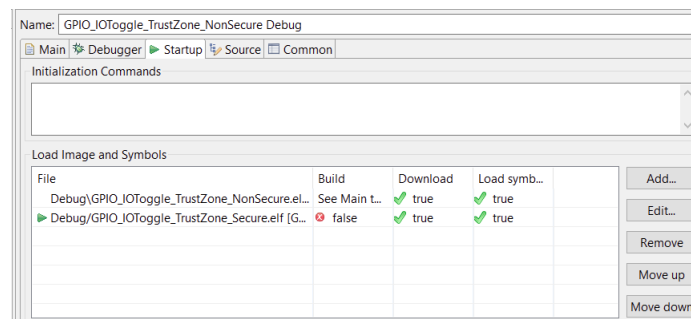 Name: GPIO_IOToggle_TrustZone_NonSecure Debug
Main Debugger Startup Source Common
Initialization Commands
Load Image and Symbols
File Build Download Load symb...
Debug\GPIO_IOToggle_TrustZone_NonSecure.el... See Main t... true true
Debug/GPIO_IOToggle_TrustZone_Secure.elf [G... false true true
Add...
Edit...
Remove
Move up
Move down